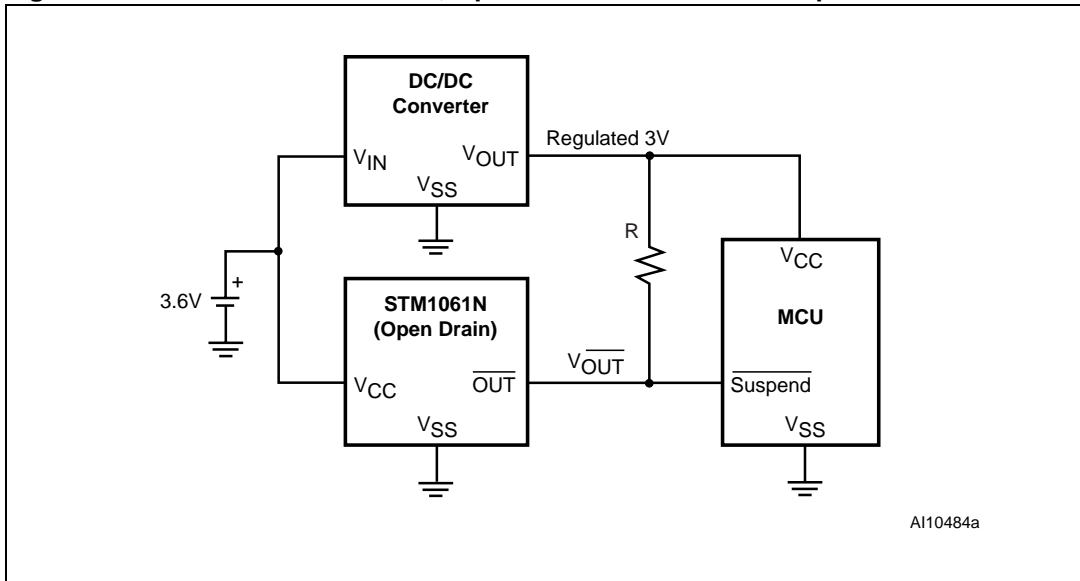 DC/DC
Converter
Regulated 3V
VIN
VOUT
VSS
R
VCC
3.6V
+
STM1061N
(Open Drain)
MCU
VOUT
VCC
OUT
Suspend
VSS
VSS
AI10484a